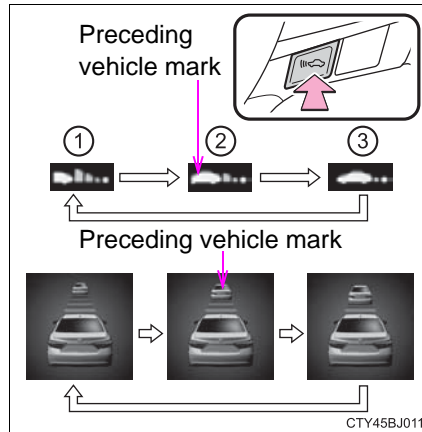 Preceding
vehicle mark
1 2 3
Preceding vehicle mark
CTY45BJ011